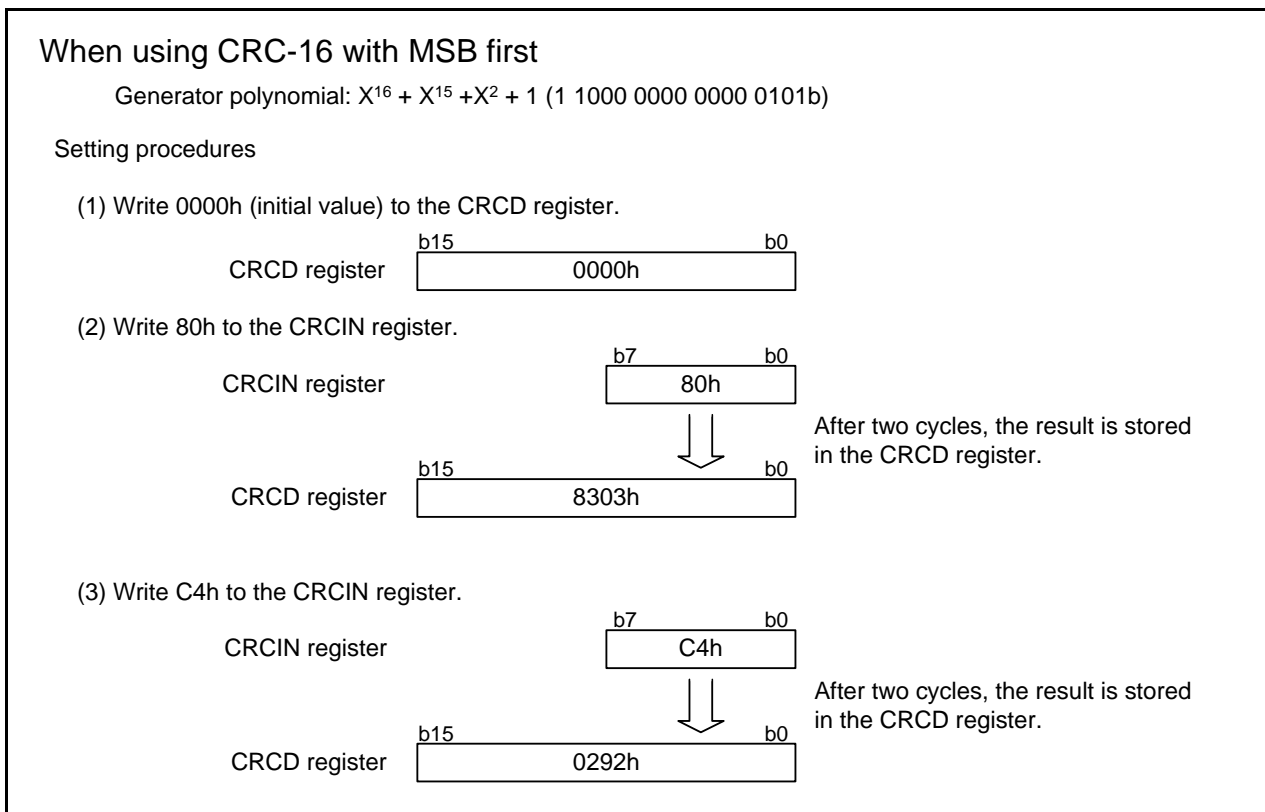 When using CRC-16 with MSB first
Generator polynomial: X¹⁶ + X¹⁵ +X² + 1 (1 1000 0000 0000 0101b)
Setting procedures
(1) Write 0000h (initial value) to the CRCD register.
b15 b0
CRCD register 0000h
(2) Write 80h to the CRCIN register.
b7 b0
CRCIN register 80h
After two cycles, the result is stored
in the CRCD register.
b15 b0
CRCD register 8303h
(3) Write C4h to the CRCIN register.
b7 b0
CRCIN register C4h
After two cycles, the result is stored
in the CRCD register.
b15 b0
CRCD register 0292h